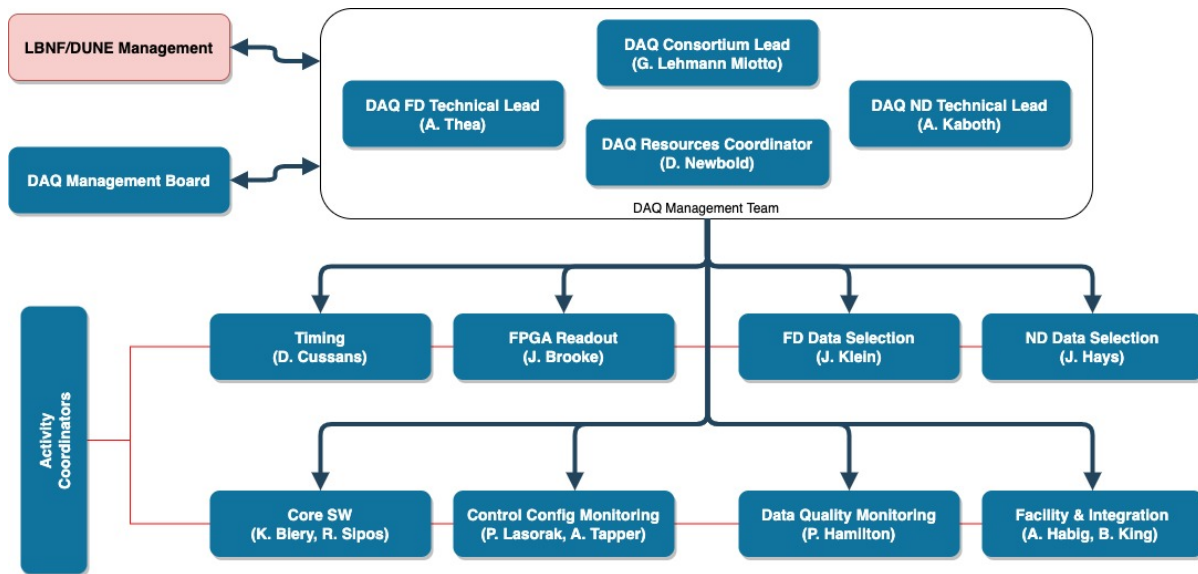 LBNF/DUNE Management
DAQ Consortium Lead
(G. Lehmann Miotto)
DAQ FD Technical Lead
(A. Thea)
DAQ ND Technical Lead
(A. Kaboth)
DAQ Resources Coordinator
(D. Newbold)
DAQ Management Board
DAQ Management Team
Activity
Coordinators
Timing
(D. Cussans)
FPGA Readout
(J. Brooke)
FD Data Selection
(J. Klein)
ND Data Selection
(J. Hays)
Core SW
(K. Biery, R. Sipos)
Control Config Monitoring
(P. Lasorak, A. Tapper)
Data Quality Monitoring
(P. Hamilton)
Facility & Integration
(A. Habig, B. King)